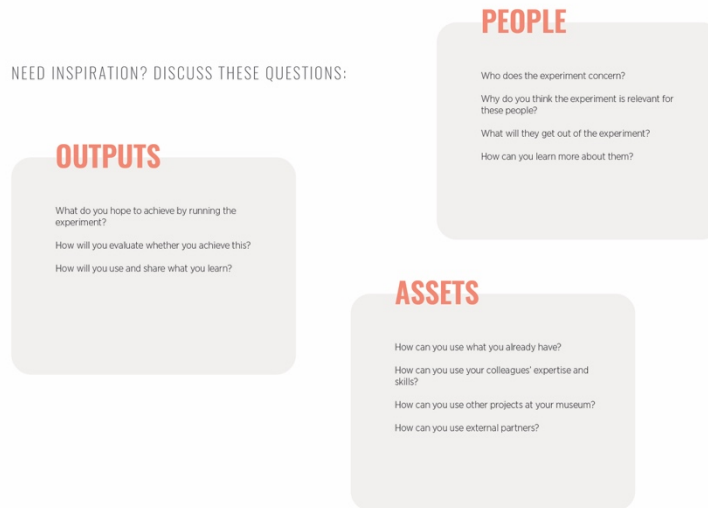 NEED INSPIRATION? DISCUSS THESE QUESTIONS:
PEOPLE
Who does the experiment concern?
Why do you think the experiment is relevant for
these people?
What will they get out of the experiment?
How can you learn more about them?
OUTPUTS
What do you hope to achieve by running the
experiment?
How will you evaluate whether you achieve this?
How will you use and share what you learn?
ASSETS
How can you use what you already have?
How can you use your colleagues' expertise and
skills?
How can you use other projects at your museum?
How can you use external partners?